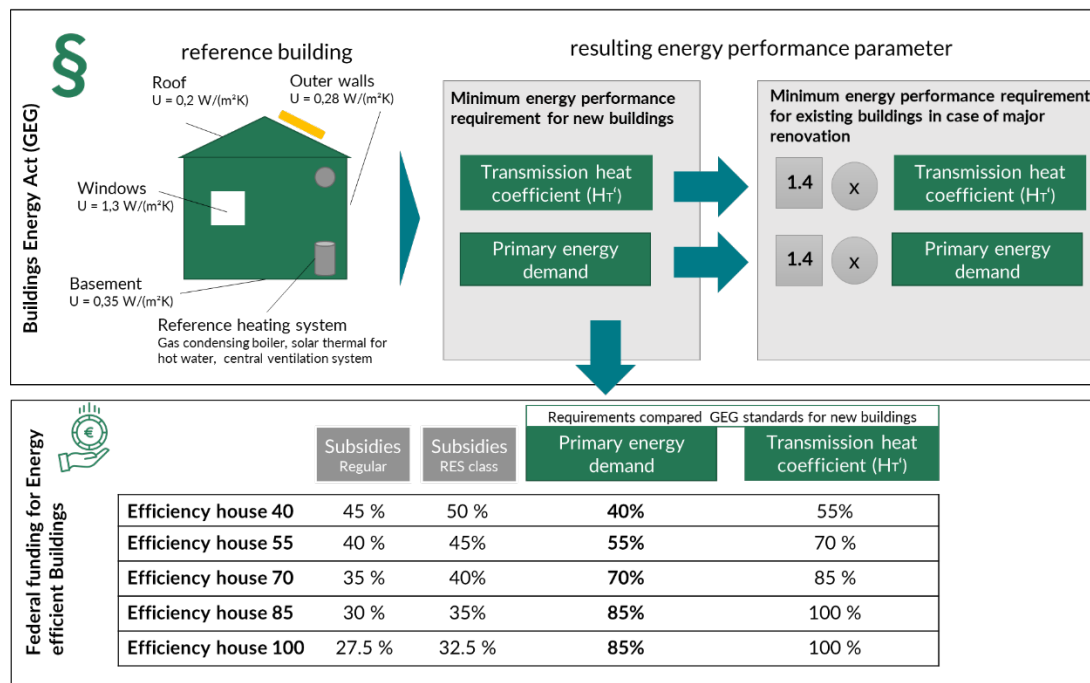 Buildings Energy Act (GEG)
§
reference building
resulting energy performance parameter
Roof
U = 0,2 W/(m²K)
Outer walls
U = 0,28 W/(m²K)
Windows
U = 1,3 W/(m²K)
Basement
U = 0,35 W/(m²K)
Reference heating system
Gas condensing boiler, solar thermal for
hot water, central ventilation system
Minimum energy performance
requirement for new buildings
Transmission heat
coefficient (Hᴛ‘)
Primary energy
demand
Minimum energy performance requirement
for existing buildings in case of major
renovation
1.4 x Transmission heat
coefficient (Hᴛ‘)
1.4 x Primary energy
demand
Federal funding for Energy
efficient Buildings
€
Requirements compared GEG standards for new buildings
Subsidies
Regular
Subsidies
RES class
Primary energy
demand
Transmission heat
coefficient (Hᴛ‘)
Efficiency house 40 45 % 50 % 40% 55%
Efficiency house 55 40 % 45% 55% 70 %
Efficiency house 70 35 % 40% 70% 85 %
Efficiency house 85 30 % 35% 85% 100 %
Efficiency house 100 27.5 % 32.5 % 85% 100 %